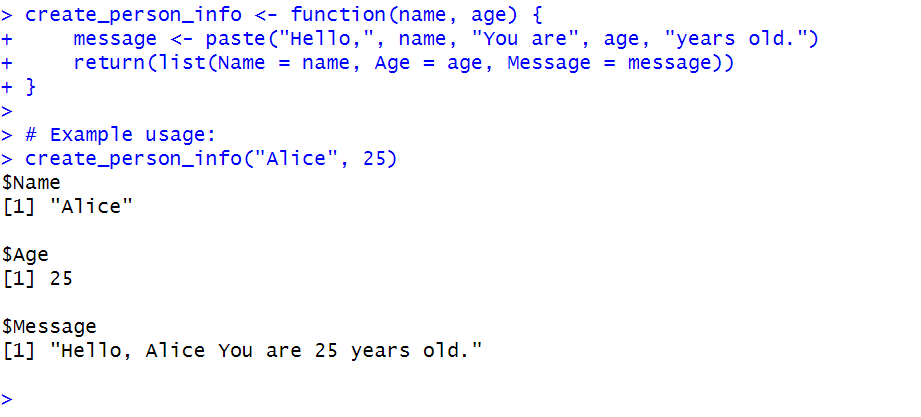 > create_person_info <- function(name, age) {
+     message <- paste("Hello,", name, "You are", age, "years old.")
+     return(list(Name = name, Age = age, Message = message))
+ }
>
> # Example usage:
> create_person_info("Alice", 25)
$Name
[1] "Alice"

$Age
[1] 25

$Message
[1] "Hello, Alice You are 25 years old."

>